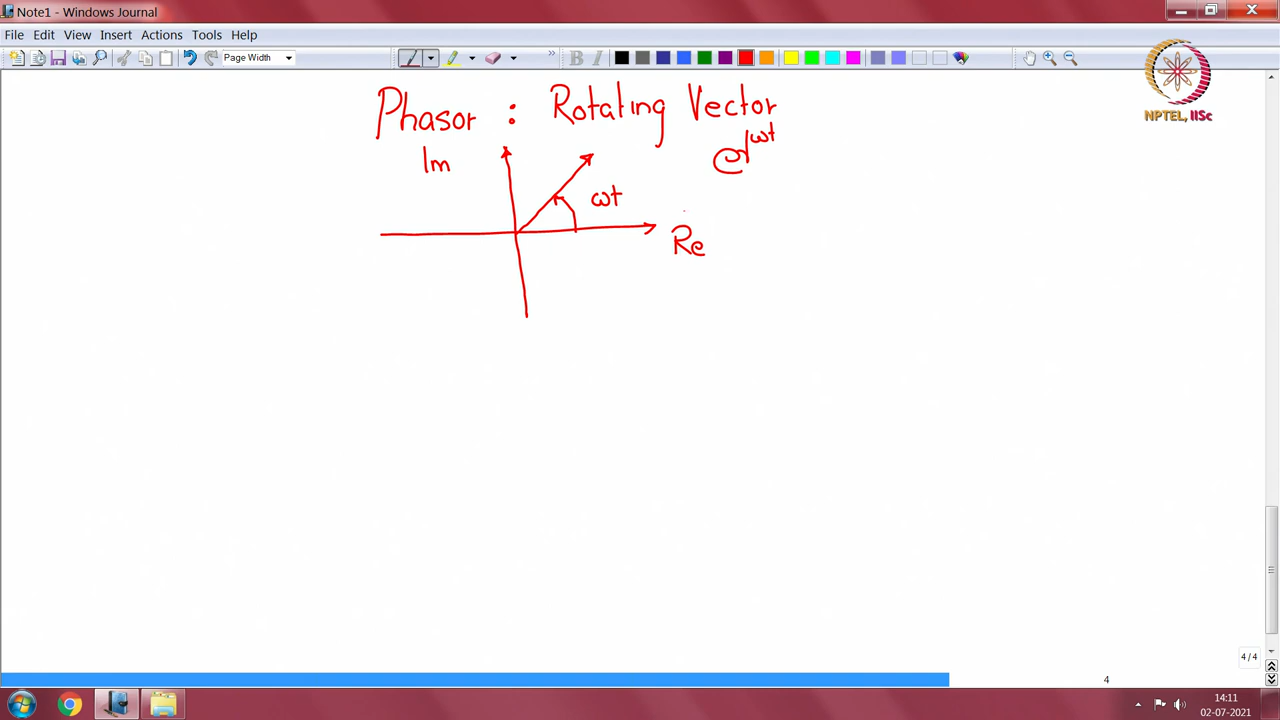 Note1 - Windows Journal
File Edit View Insert Actions Tools Help
Page Width
NPTEL, IISc
Phasor : Rotating Vector
e^jωt
Im
ωt
Re
4/4
4
14:11
02-07-2021